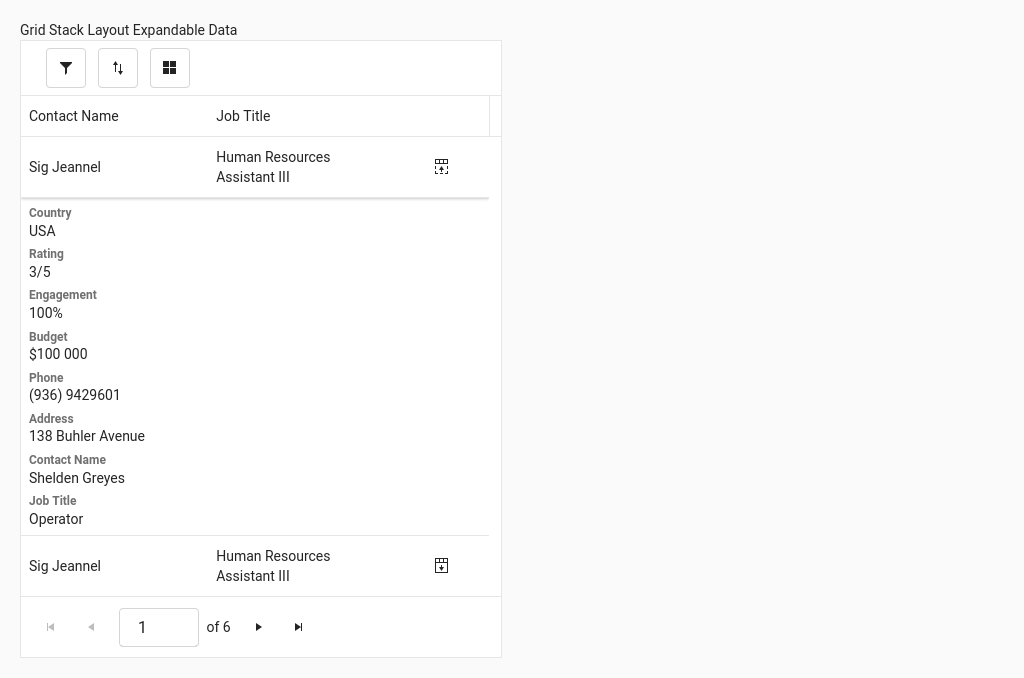 Grid Stack Layout Expandable Data
Contact Name
Job Title
Sig Jeannel
Human Resources
Assistant III
Country
USA
Rating
3/5
Engagement
100%
Budget
$100 000
Phone
(936) 9429601
Address
138 Buhler Avenue
Contact Name
Shelden Greyes
Job Title
Operator
Sig Jeannel
Human Resources
Assistant III
1 of 6